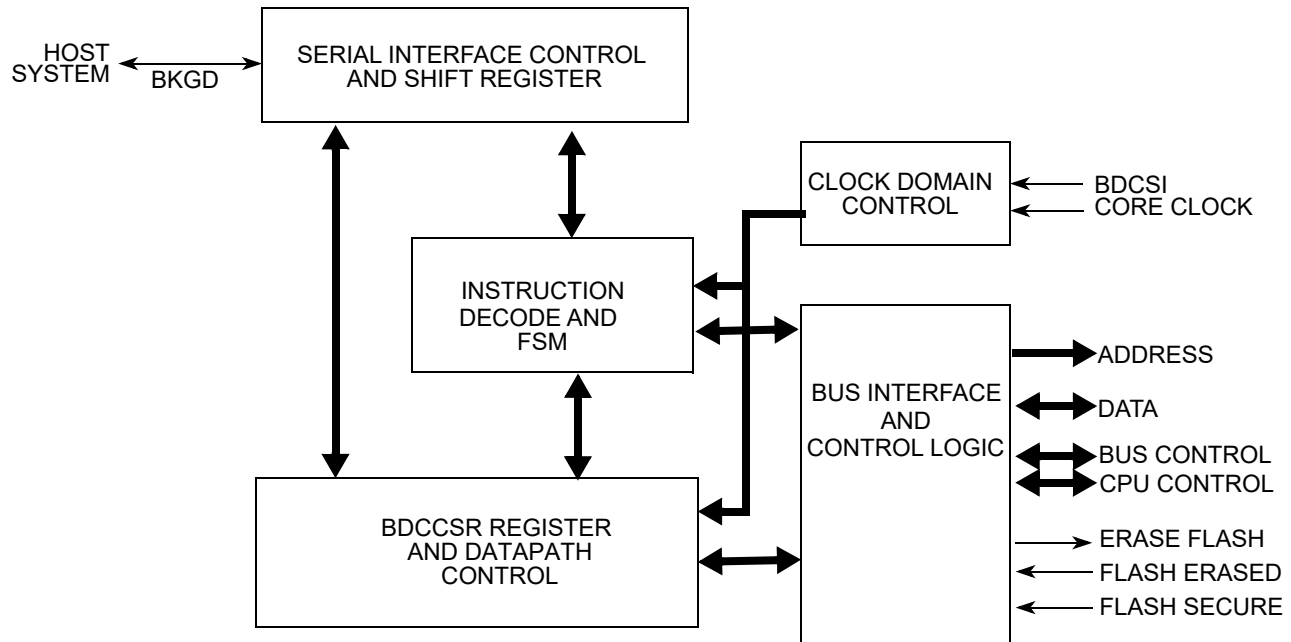 HOST
SYSTEM
BKGD
SERIAL INTERFACE CONTROL
AND SHIFT REGISTER
CLOCK DOMAIN
CONTROL
BDCSI
CORE CLOCK
INSTRUCTION
DECODE AND
FSM
BUS INTERFACE
AND
CONTROL LOGIC
ADDRESS
DATA
BUS CONTROL
CPU CONTROL
ERASE FLASH
FLASH ERASED
FLASH SECURE
BDCCSR REGISTER
AND DATAPATH
CONTROL